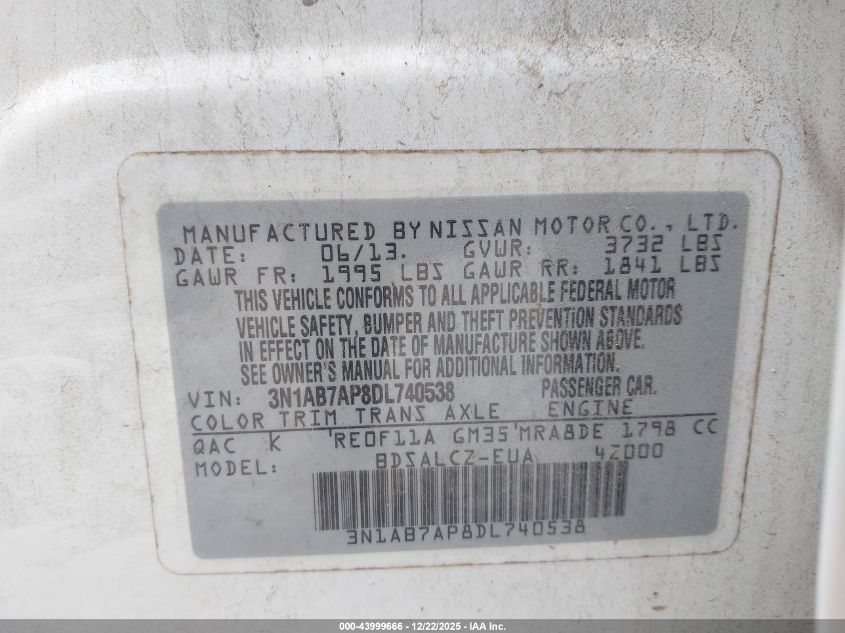 MANUFACTURED BY NISSAN MOTOR CO., LTD.
DATE: 06/13. GVWR: 3732 LBS
GAWR FR: 1995 LBS GAWR RR: 1841 LBS
THIS VEHICLE CONFORMS TO ALL APPLICABLE FEDERAL MOTOR
VEHICLE SAFETY, BUMPER AND THEFT PREVENTION STANDARDS
IN EFFECT ON THE DATE OF MANUFACTURE SHOWN ABOVE.
SEE OWNER'S MANUAL FOR ADDITIONAL INFORMATION.
VIN: 3N1AB7AP8DL740538 PASSENGER CAR.
COLOR TRIM TRANS AXLE ENGINE
QAC K RE0F11A GM35 MRA8DE 1798 CC
MODEL: BDSALCZ-EUA 42000
3N1AB7AP8DL740538
000-43999666 - 12/22/2025 - IAA Inc.